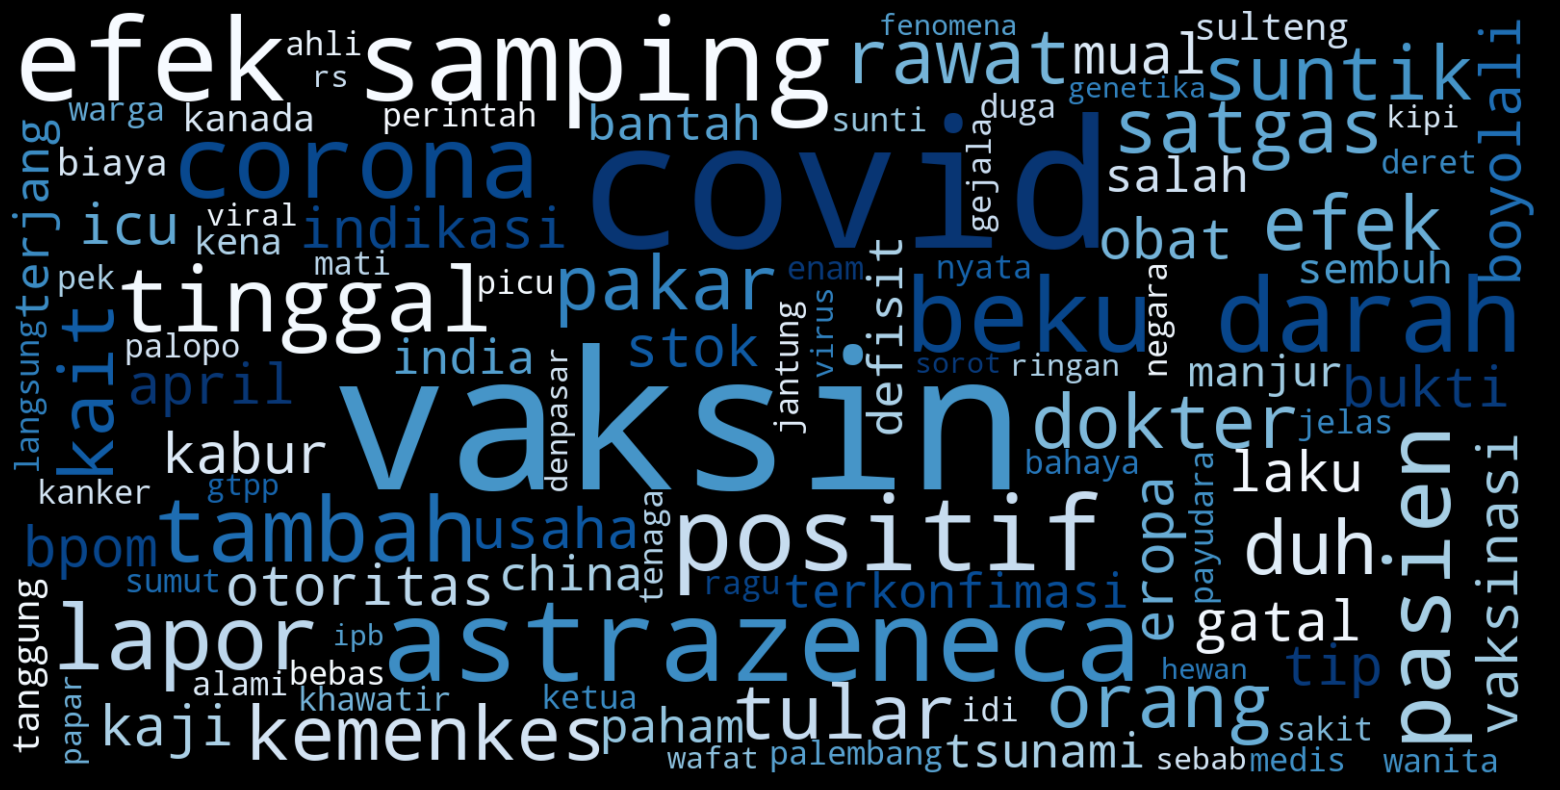 efek
ahli
samping
fenomena
sulteng
rawat
mual
suntik
boyolali
rs
genetika
warga
kanada
perintah
bantah
sunti
duga
satgas
kipi
biaya
corona
covid
gejala
salah
deret
terjang
icu
viral
kena
indikasi
obat
efek
mati
pek
tinggal
picu
pakar
enam
nyata
sembuh
beku
darah
kait
palopo
india
stok
jantung
virus
defisit
sorot
ringan
negara
manjur
bukti
langsung
april
vaksin
denpasar
dokter
jelas
kabur
bahaya
laku
pasien
vaksinasi
kanker
gtpp
tambah
usaha
tenaga
positif
eropa
payudara
duh
bpom
sumut
otoritas
china
ragu
terkonfimasi
gatal
tanggung
lapor
ipb
astrazeneca
hewan
tip
alami
bebas
papar
khawatir
ketua
kaji
kemenkes
paham
tular
idi
orang
sakit
wafat
palembang
tsunami
sebab
medis
wanita